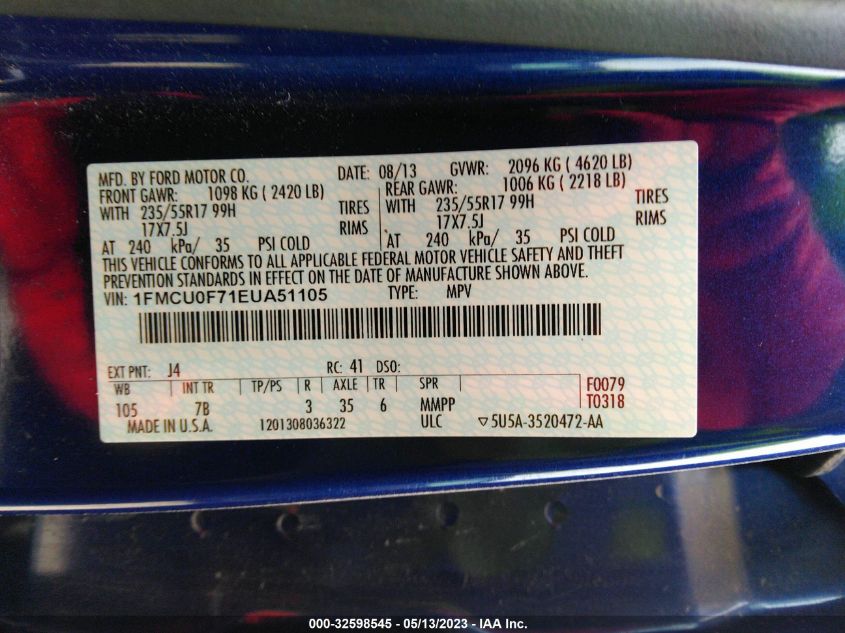 MFD. BY FORD MOTOR CO. DATE: 08/13 GVWR: 2096 KG ( 4620 LB)
FRONT GAWR: 1098 KG ( 2420 LB) REAR GAWR: 1006 KG ( 2218 LB)
WITH 235/55R17 99H TIRES WITH 235/55R17 99H TIRES
17X7.5J RIMS 17X7.5J RIMS
AT 240 kPa/ 35 PSI COLD AT 240 kPa/ 35 PSI COLD
THIS VEHICLE CONFORMS TO ALL APPLICABLE FEDERAL MOTOR VEHICLE SAFETY AND THEFT
PREVENTION STANDARDS IN EFFECT ON THE DATE OF MANUFACTURE SHOWN ABOVE.
VIN: 1FMCU0F71EUA51105 TYPE: MPV
EXT PNT: J4 RC: 41 DSO:
WB INT TR TP/PS R AXLE TR SPR F0079
105 7B 3 35 6 MMPP T0318
MADE IN U.S.A. 1201308036322 ULC ▽5U5A-3520472-AA
000-32598545 - 05/13/2023 - IAA Inc.